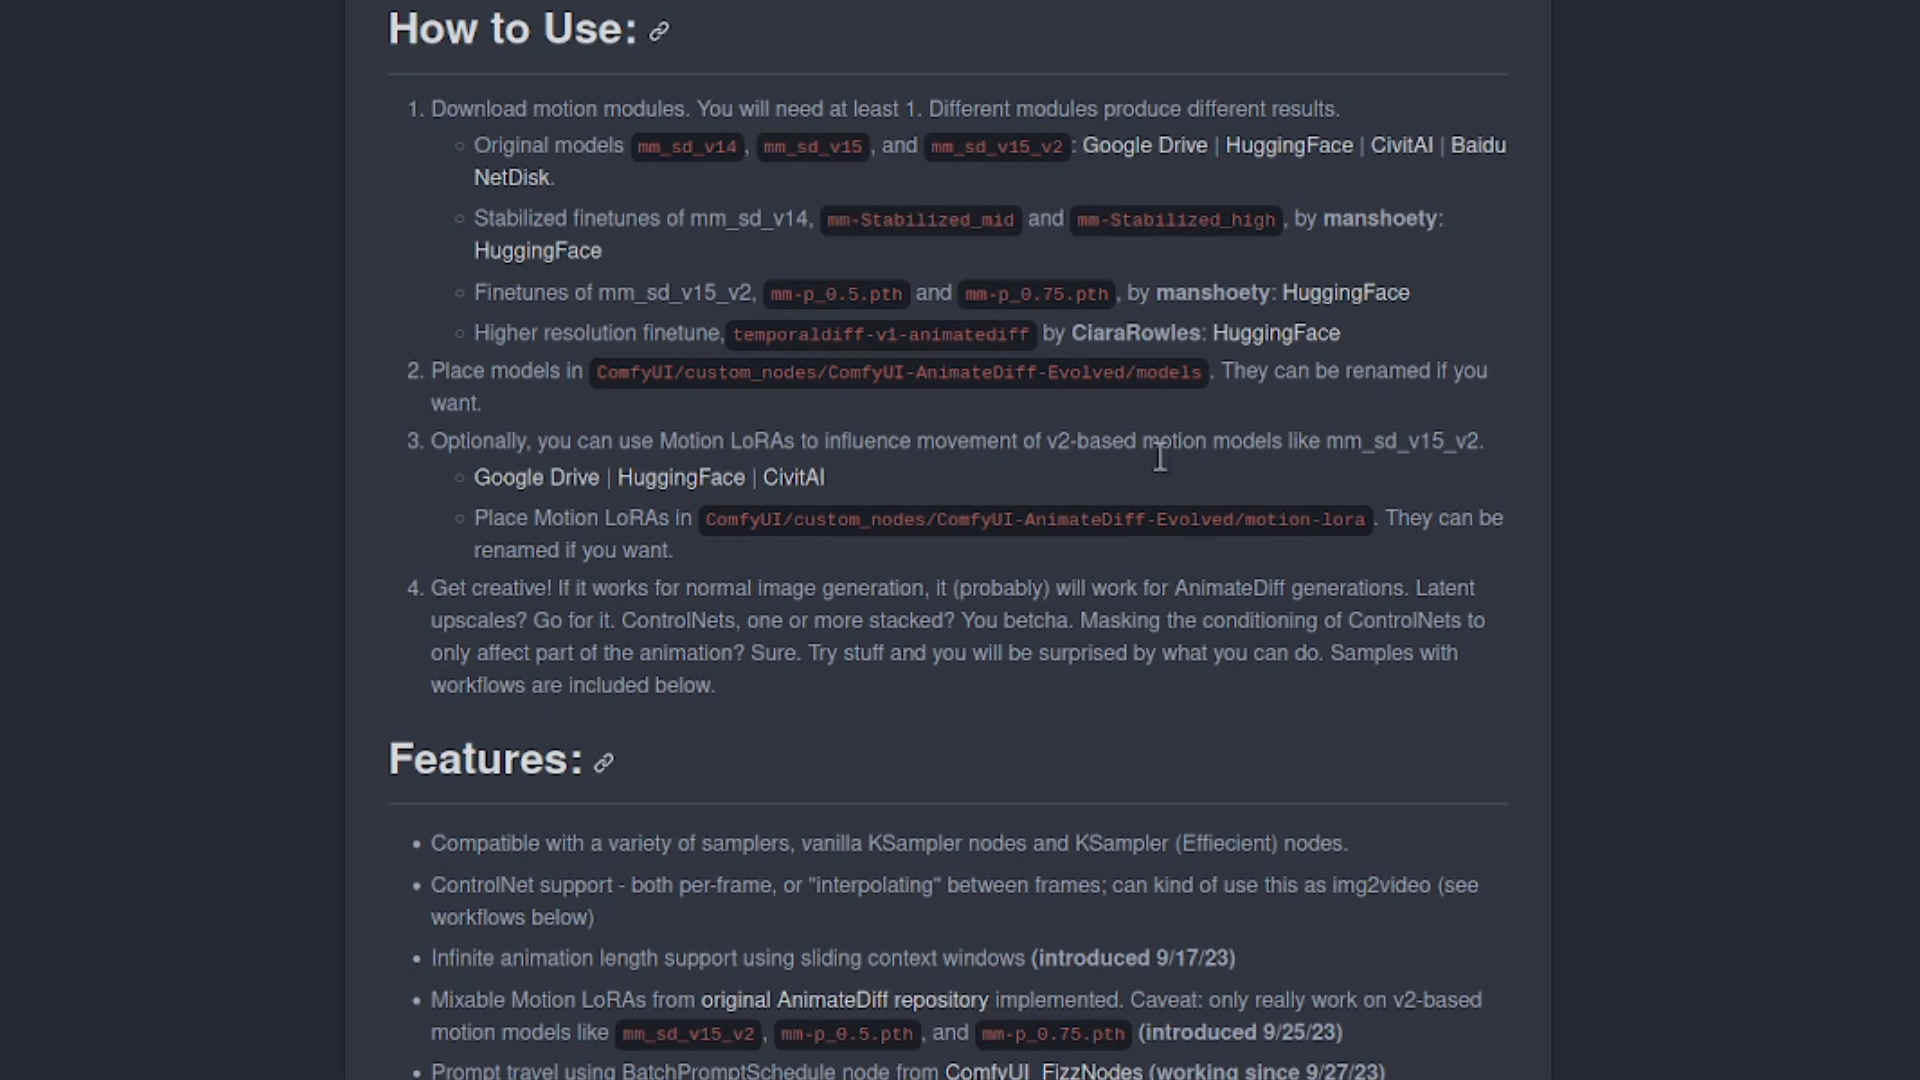 How to Use:
1. Download motion modules. You will need at least 1. Different modules produce different results.
○ Original models mm_sd_v14, mm_sd_v15, and mm_sd_v15_v2: Google Drive | HuggingFace | CivitAI | Baidu
NetDisk.
○ Stabilized finetunes of mm_sd_v14, mm-Stabilized_mid and mm-Stabilized_high, by manshoety:
HuggingFace
○ Finetunes of mm_sd_v15_v2, mm-p_0.5.pth and mm-p_0.75.pth, by manshoety: HuggingFace
○ Higher resolution finetune, temporaldiff-v1-animatediff by CiaraRowles: HuggingFace
2. Place models in ComfyUI/custom_nodes/ComfyUI-AnimateDiff-Evolved/models. They can be renamed if you
want.
3. Optionally, you can use Motion LoRAs to influence movement of v2-based motion models like mm_sd_v15_v2.
○ Google Drive | HuggingFace | CivitAI
○ Place Motion LoRAs in ComfyUI/custom_nodes/ComfyUI-AnimateDiff-Evolved/motion-lora. They can be
renamed if you want.
4. Get creative! If it works for normal image generation, it (probably) will work for AnimateDiff generations. Latent
upscales? Go for it. ControlNets, one or more stacked? You betcha. Masking the conditioning of ControlNets to
only affect part of the animation? Sure. Try stuff and you will be surprised by what you can do. Samples with
workflows are included below.
Features:
• Compatible with a variety of samplers, vanilla KSampler nodes and KSampler (Effiecient) nodes.
• ControlNet support - both per-frame, or "interpolating" between frames; can kind of use this as img2video (see
workflows below)
• Infinite animation length support using sliding context windows (introduced 9/17/23)
• Mixable Motion LoRAs from original AnimateDiff repository implemented. Caveat: only really work on v2-based
motion models like mm_sd_v15_v2, mm-p_0.5.pth, and mm-p_0.75.pth (introduced 9/25/23)
• Prompt travel using BatchPromptSchedule node from ComfyUI_FizzNodes (working since 9/27/23)